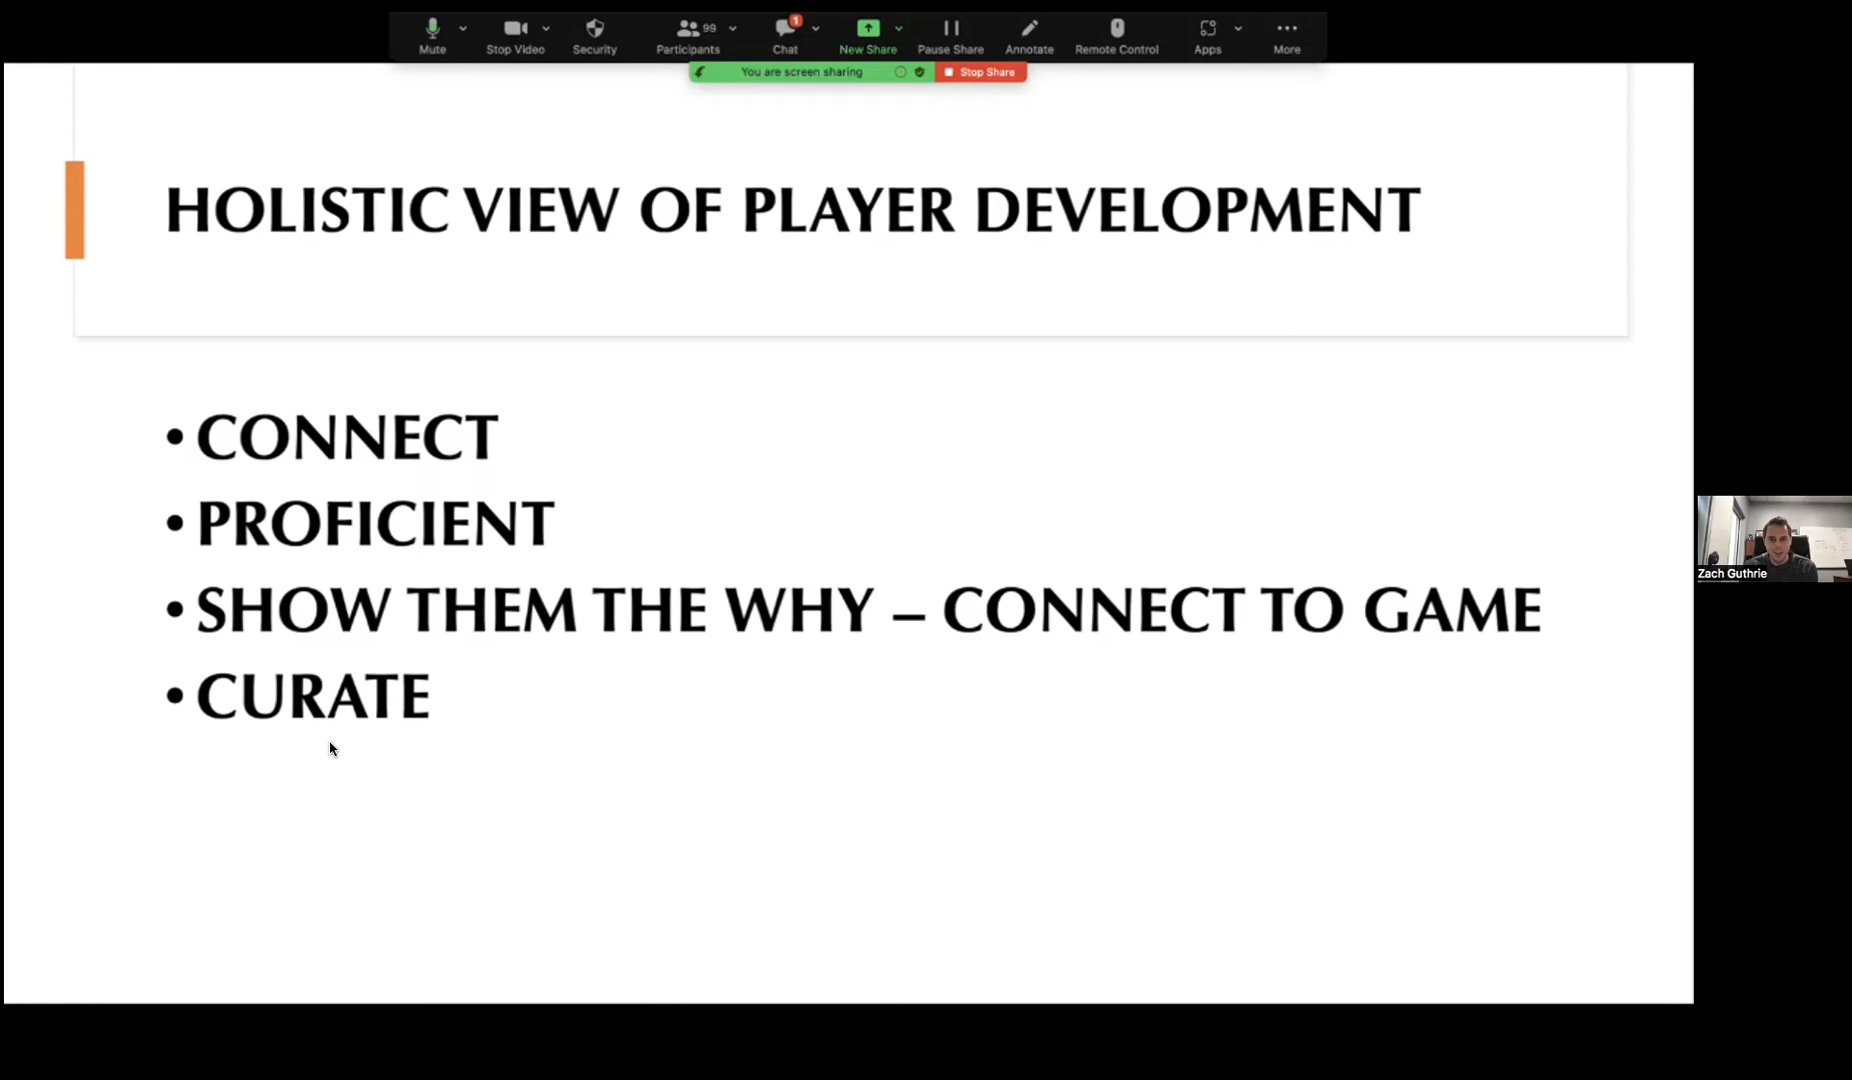 Mute
Stop Video
Security
99
Participants
1
Chat
New Share
Pause Share
Annotate
Remote Control
Apps
More
You are screen sharing
Stop Share
HOLISTIC VIEW OF PLAYER DEVELOPMENT
• CONNECT
• PROFICIENT
• SHOW THEM THE WHY – CONNECT TO GAME
• CURATE
Zach Guthrie